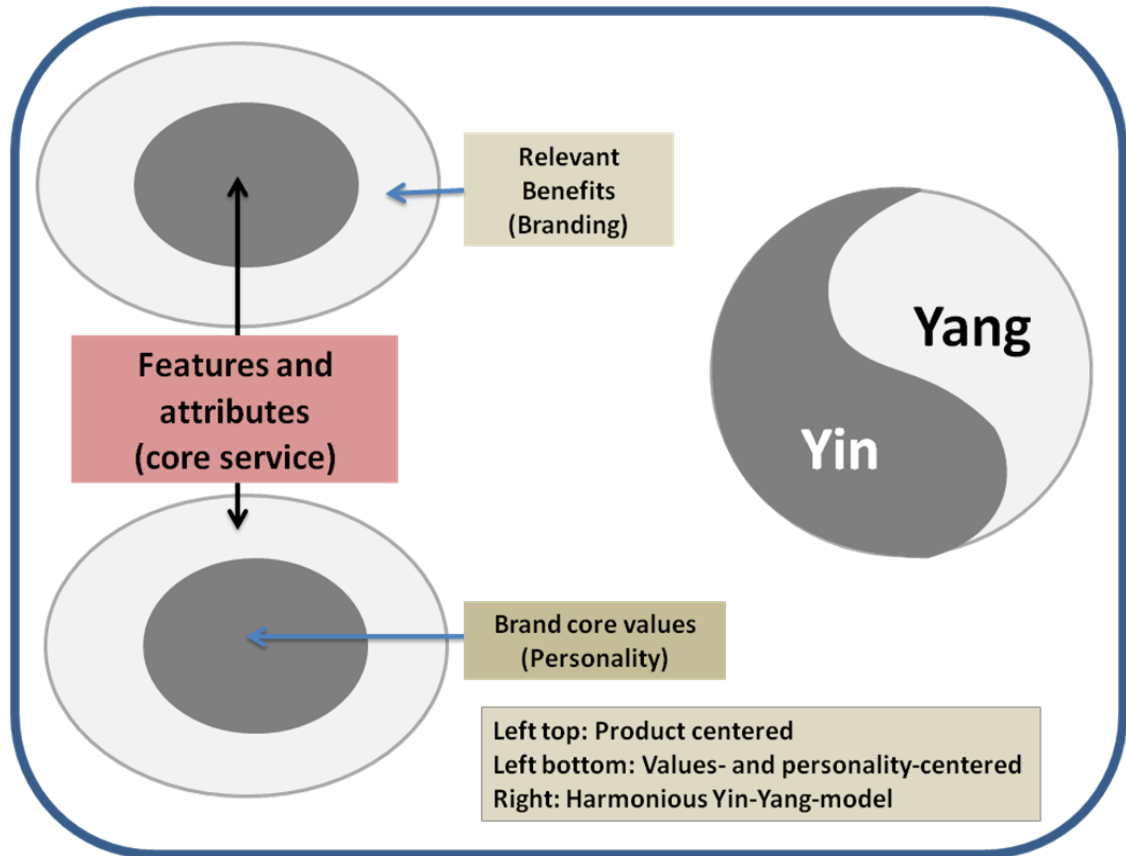 Relevant
Benefits
(Branding)
Features and
attributes
(core service)
Yang
Yin
Brand core values
(Personality)
Left top: Product centered
Left bottom: Values- and personality-centered
Right: Harmonious Yin-Yang-model